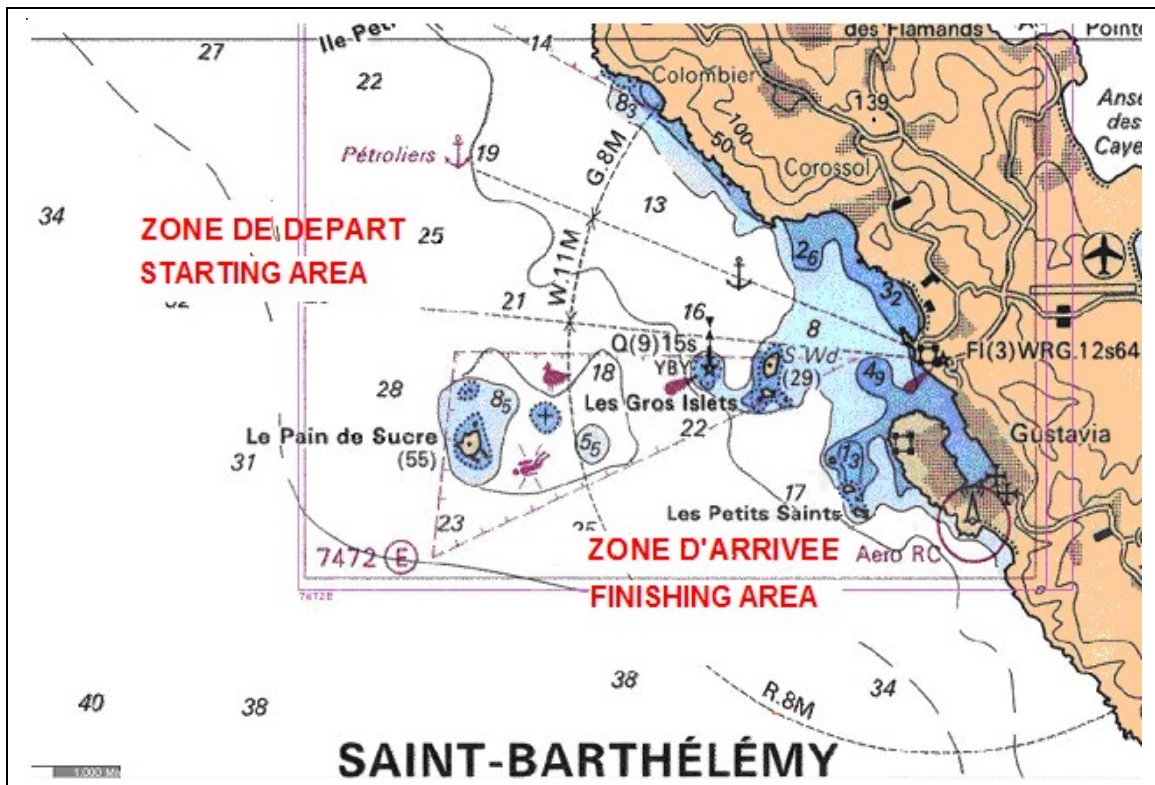 Ile Pet
des Flamands
Pointe
27
14
22
Colombier
8₃
139
Anse
des
Caye
100
50
Pétroliers
19
G.8M
Corossol
13
34
ZONE DE DEPART
STARTING AREA
25
2₆
3₂
W.11M
21
16
8
Q(9)15s
YBY
S Wd
(29)
Fl(3)WRG.12s64
18
4₉
28
8₅
Les Gros Islets
22
Le Pain de Sucre
(55)
5₅
Gustavia
31
1₃
17
23
Les Petits Saints
25
ZONE D'ARRIVEE
FINISHING AREA
Aero RC
7472 E
7472E
38
34
R.8M
40
38
SAINT-BARTHÉLÉMY